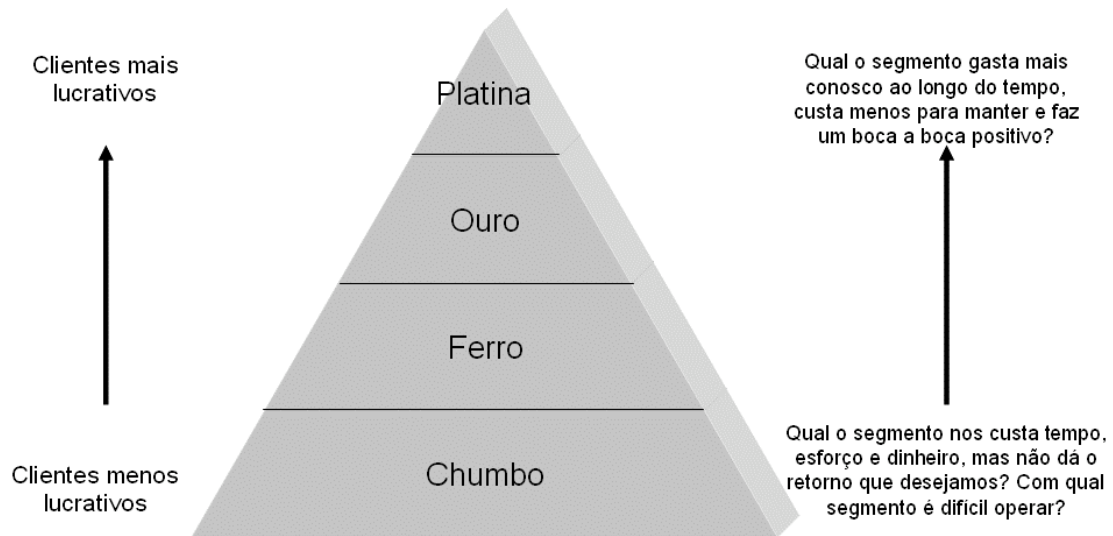 Clientes mais
lucrativos
Platina
Qual o segmento gasta mais
conosco ao longo do tempo,
custa menos para manter e faz
um boca a boca positivo?
Ouro
Ferro
Clientes menos
lucrativos
Chumbo
Qual o segmento nos custa tempo,
esforço e dinheiro, mas não dá o
retorno que desejamos? Com qual
segmento é difícil operar?